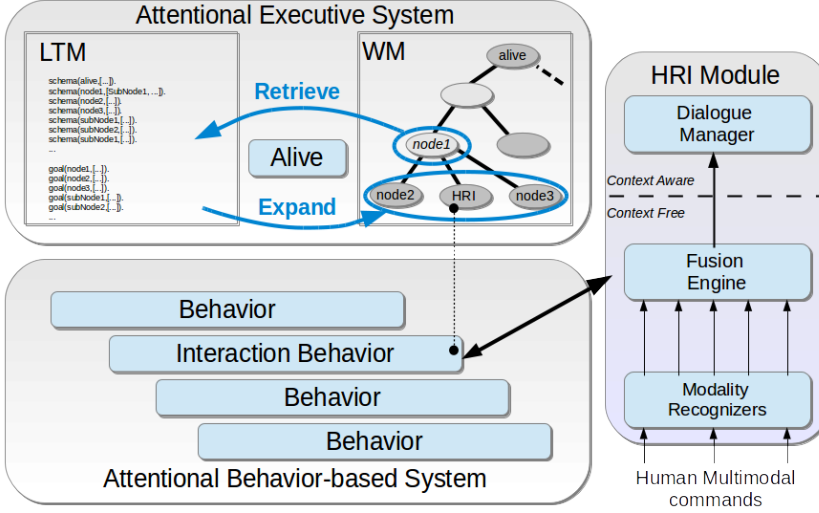 Attentional Executive System
LTM
schema(alive,[...]).
schema(node1,[SubNode1, ...]).
schema(node2,[...]).
schema(node3,[...]).
schema(subNode1,[...]).
schema(subNode2,[...]).
schema(subNode1,[...]).
...
goal(node1,[...]).
goal(node2,[...]).
goal(node3,[...]).
goal(subNode1,[...]).
goal(subNode2,[...]).
...
Retrieve
Alive
Expand
WM
alive
node1
node2
HRI
node3
HRI Module
Dialogue
Manager
Context Aware
Context Free
Fusion
Engine
Modality
Recognizers
Human Multimodal
commands
Behavior
Interaction Behavior
Behavior
Behavior
Attentional Behavior-based System